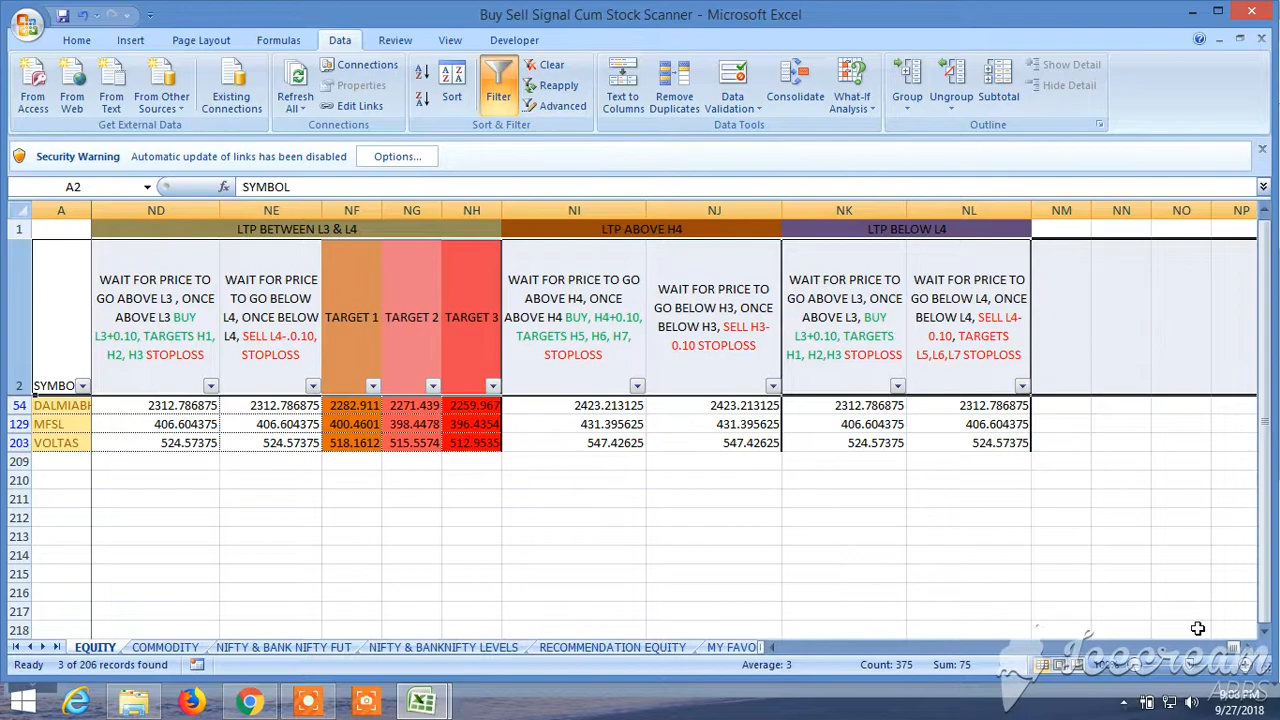 Buy Sell Signal Cum Stock Scanner - Microsoft Excel
Home Insert Page Layout Formulas Data Review View Developer
From Access
From Web
From Text
From Other Sources
Existing Connections
Get External Data
Refresh All
Connections
Properties
Edit Links
Connections
Sort
Filter
Clear
Reapply
Advanced
Sort & Filter
Text to Columns
Remove Duplicates
Data Validation
Consolidate
What-If Analysis
Data Tools
Group
Ungroup
Subtotal
Show Detail
Hide Detail
Outline
Security Warning Automatic update of links has been disabled Options...
A2 fx SYMBOL
A ND NE NF NG NH NI NJ NK NL NM NN NO NP
1 LTP BETWEEN L3 & L4 LTP ABOVE H4 LTP BELOW L4
2 SYMBO
WAIT FOR PRICE TO
GO ABOVE L3 , ONCE
ABOVE L3 BUY
L3+0.10, TARGETS H1,
H2, H3 STOPLOSS
WAIT FOR PRICE
TO GO BELOW
L4, ONCE BELOW
L4, SELL L4-.0.10,
STOPLOSS
TARGET 1
TARGET 2
TARGET 3
WAIT FOR PRICE TO GO
ABOVE H4, ONCE
ABOVE H4 BUY, H4+0.10,
TARGETS H5, H6, H7,
STOPLOSS
WAIT FOR PRICE TO
GO BELOW H3, ONCE
BELOW H3, SELL H3-
0.10 STOPLOSS
WAIT FOR PRICE TO
GO ABOVE L3, ONCE
ABOVE L3, BUY
L3+0.10, TARGETS
H1, H2,H3 STOPLOSS
WAIT FOR PRICE TO
GO BELOW L4, ONCE
BELOW L4, SELL L4-
0.10, TARGETS
L5,L6,L7 STOPLOSS
54 DALMIABH 2312.786875 2312.786875 2282.911 2271.439 2259.967 2423.213125 2423.213125 2312.786875 2312.786875
129 MFSL 406.604375 406.604375 400.4601 398.4478 396.4354 431.395625 431.395625 406.604375 406.604375
203 VOLTAS 524.57375 524.57375 518.1612 515.5574 512.9535 547.42625 547.42625 524.57375 524.57375
209
210
211
212
213
214
215
216
217
218
EQUITY COMMODITY NIFTY & BANK NIFTY FUT NIFTY & BANKNIFTY LEVELS RECOMMENDATION EQUITY MY FAVO
Ready 3 of 206 records found Average: 3 Count: 375 Sum: 75
Icecream
APPS
9:08 PM
9/27/2018